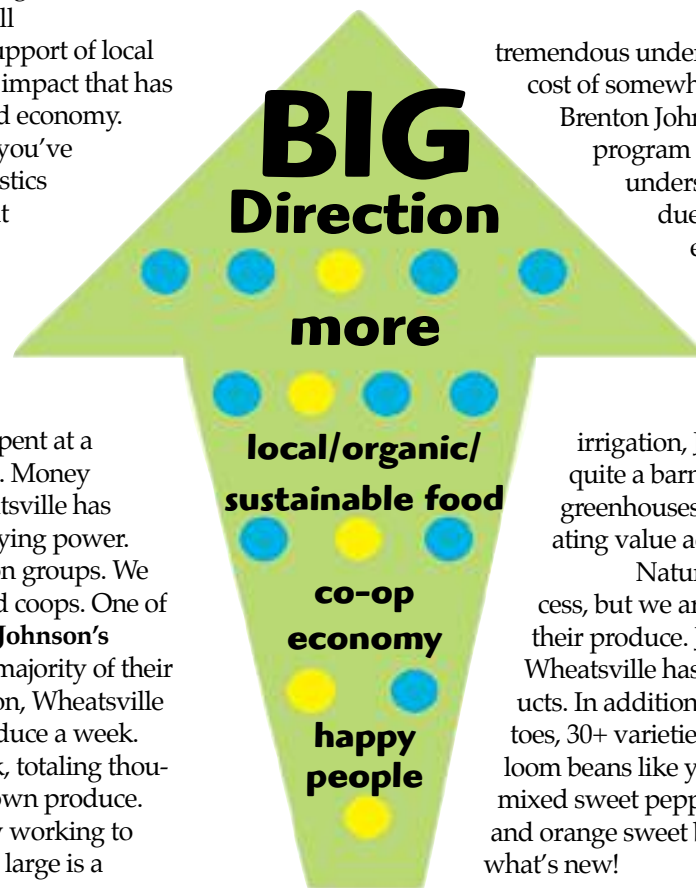 ll
upport of local
impact that has
d economy.
you've
stics
t
pent at a
. Money
tsville has
ying power.
on groups. We
d coops. One of
Johnson's
majority of their
on, Wheatsville
duce a week.
k, totaling thou-
own produce.
y working to
large is a
BIG
Direction
more
local/organic/
sustainable food
co-op
economy
happy
people
tremendous under
cost of somewh
Brenton John
program
unders
due
e
irrigation, J
quite a barn
greenhouses
ating value a
Natur
cess, but we a
their produce. J
Wheatsville has
ucts. In addition
toes, 30+ varietie
loom beans like y
mixed sweet pepp
and orange sweet
what's new!